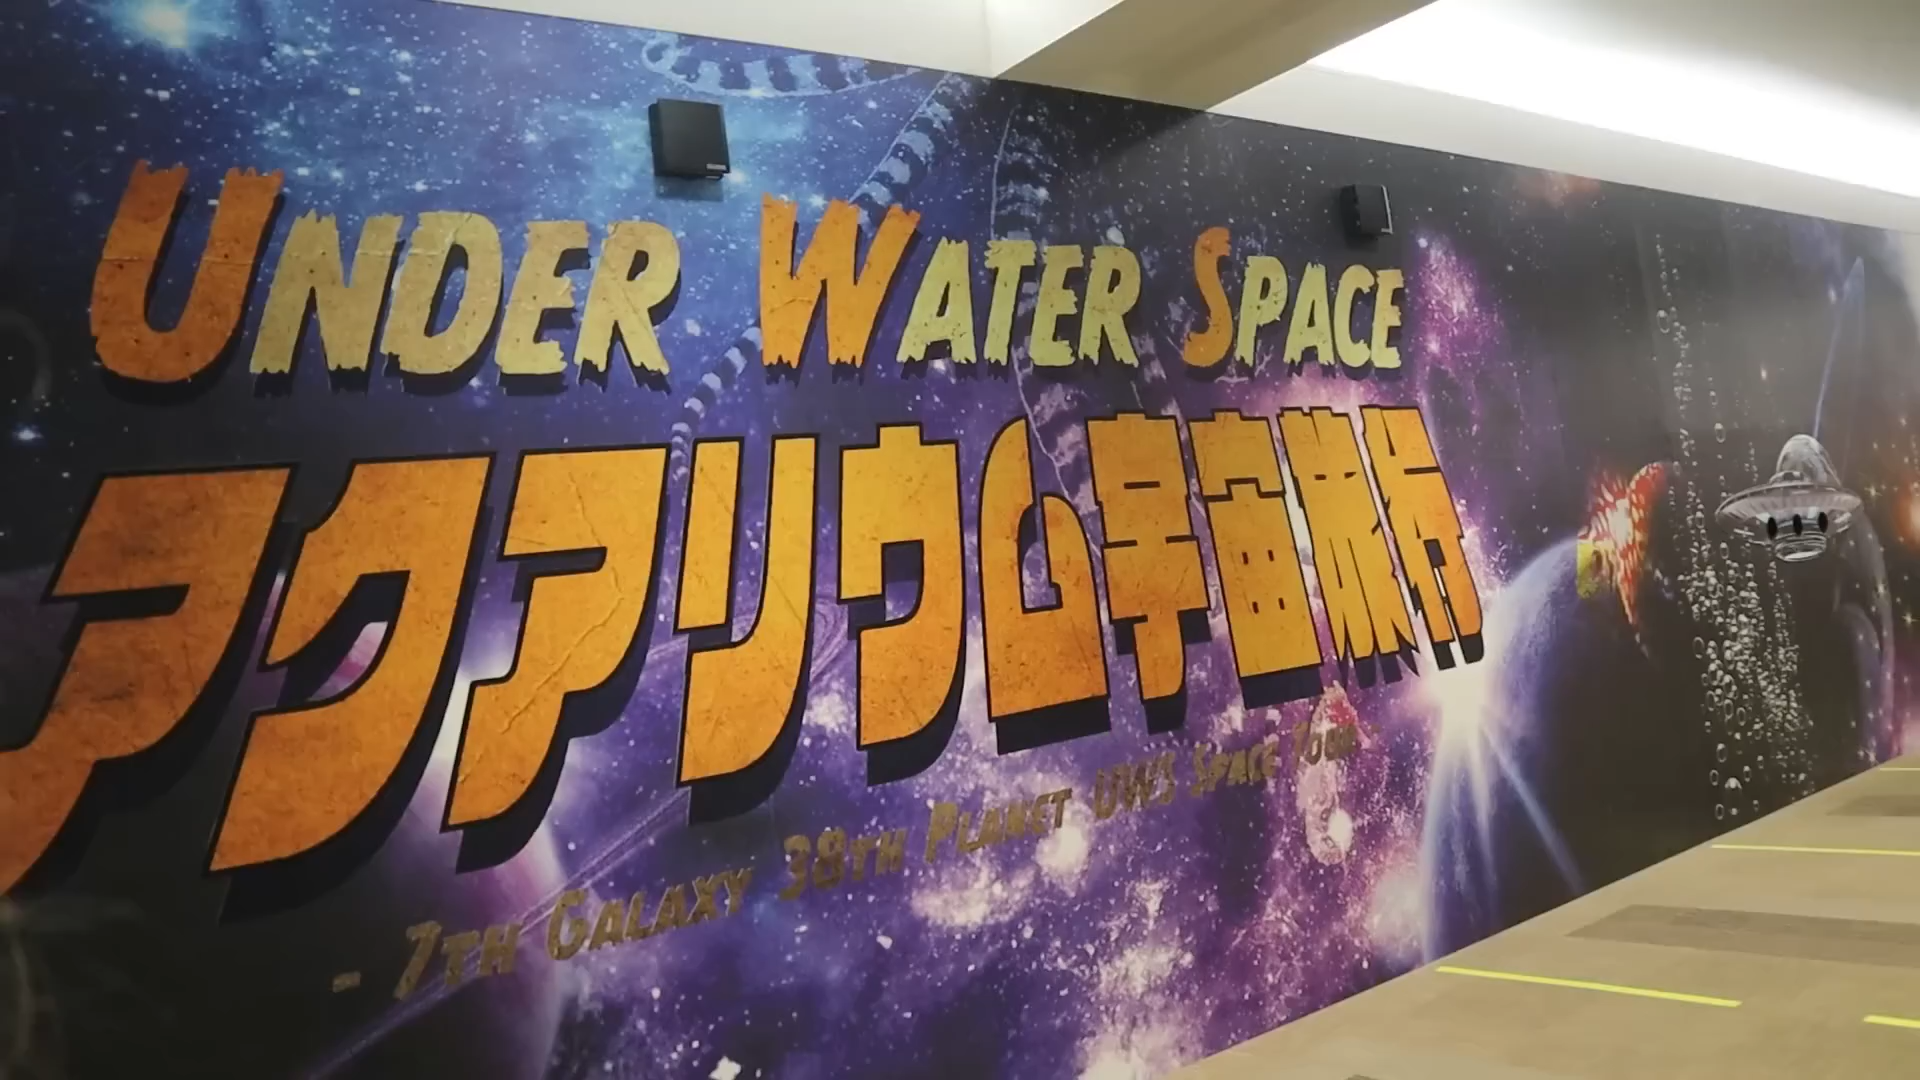 UNDER WATER SPACE
アクアリウム宇宙旅行
- 7TH GALAXY 38TH PLANET UWS SPACE TOUR -